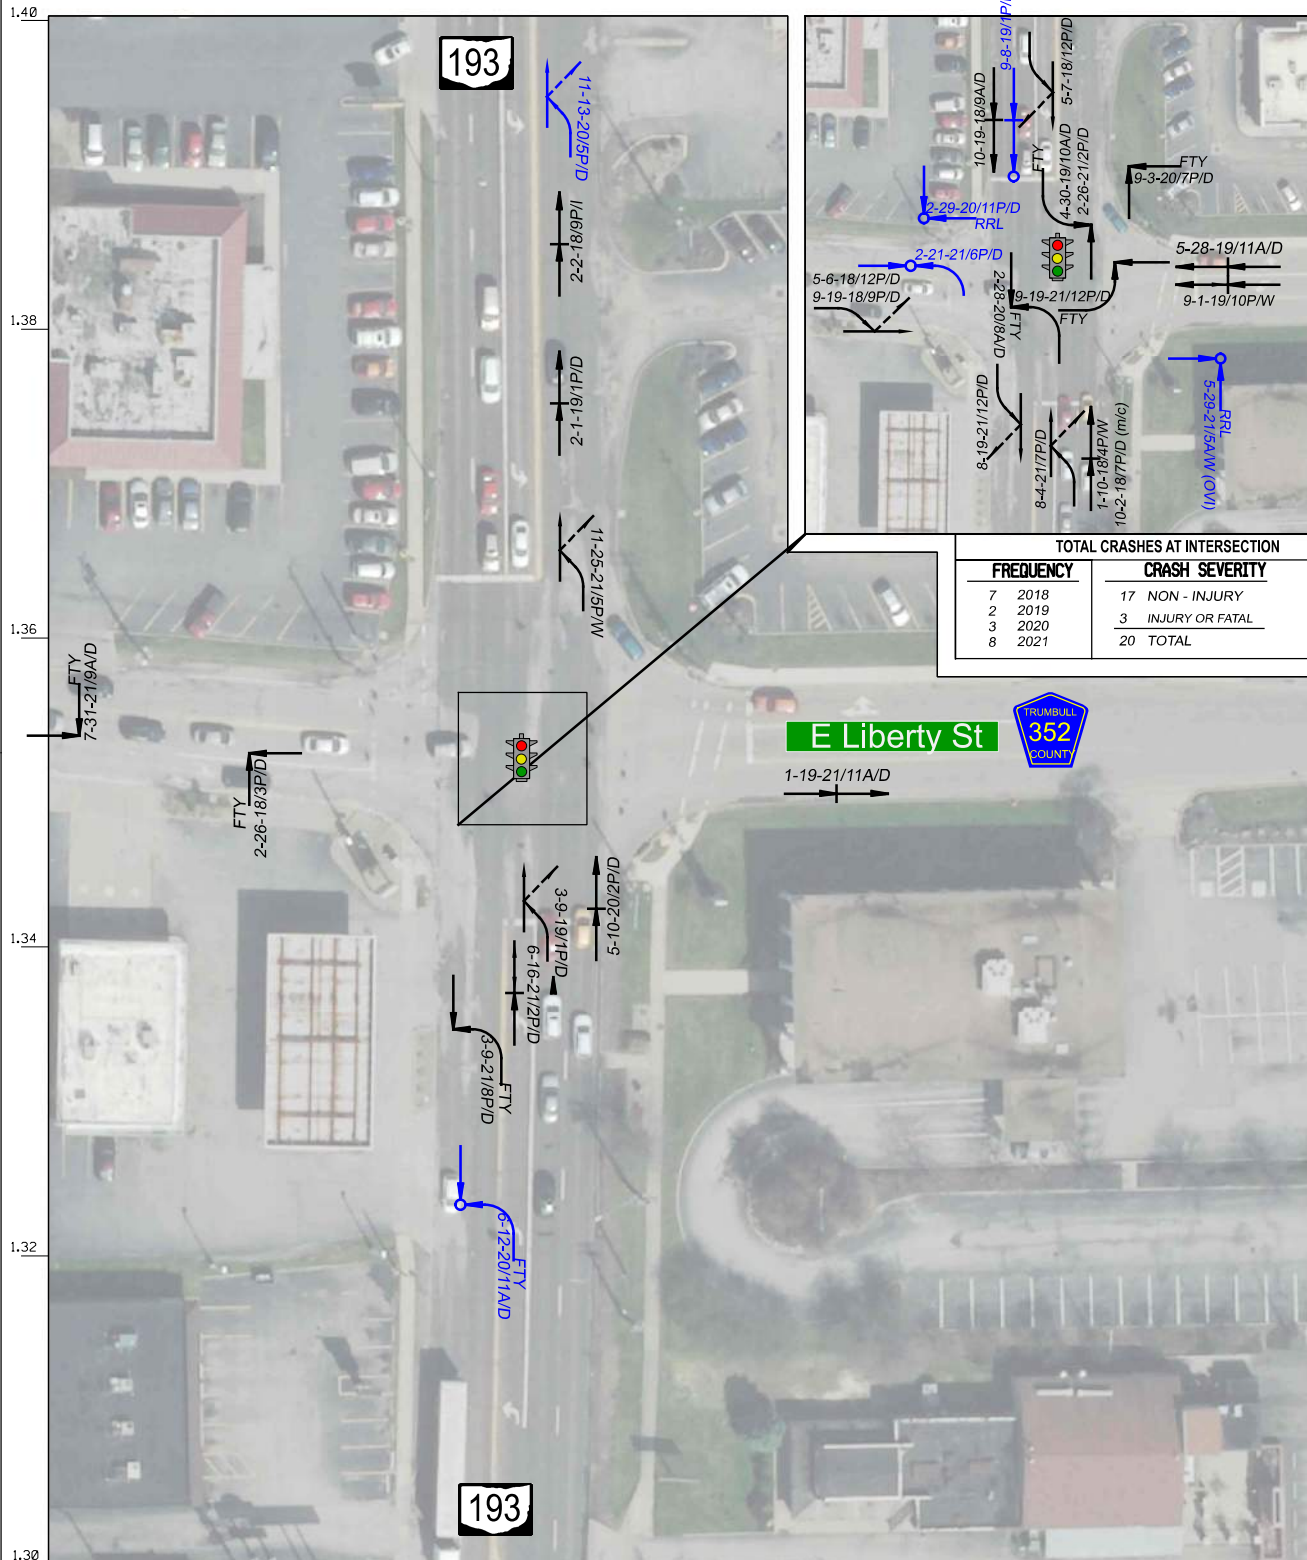 1.40
193
11-13-20/5P/D
2-2-18/9P/I
1.38
2-1-19/1P/D
11-25-21/5P/W
1.36
FTY
7-31-21/9A/D
FTY
2-26-18/3P/D
E Liberty St
TRUMBULL
352
COUNTY
1-19-21/11A/D
5-10-20/2P/D
3-9-19/1P/D
6-16-21/2P/D
1.34
3-9-21/8P/D
FTY
6-12-20/11A/D
FTY
1.32
193
1.30
9-8-19/1P/
5-7-18/12P/D
10-19-18/9A/D
FTY
4-30-19/10A/D
2-26-21/2P/D
FTY
9-3-20/7P/D
2-29-20/11P/D
RRL
2-21-21/6P/D
5-6-18/12P/D
9-19-18/9P/D
2-28-20/8A/D
FTY
9-19-21/12P/D
FTY
5-28-19/11A/D
9-1-19/10P/W
RRL
5-29-21/5A/W (OVI)
8-19-21/12P/D
8-4-21/7P/D
1-10-18/4P/W
10-2-18/7P/D (m/c)
TOTAL CRASHES AT INTERSECTION
FREQUENCY CRASH SEVERITY
7 2018 17 NON - INJURY
2 2019 3 INJURY OR FATAL
3 2020 20 TOTAL
8 2021